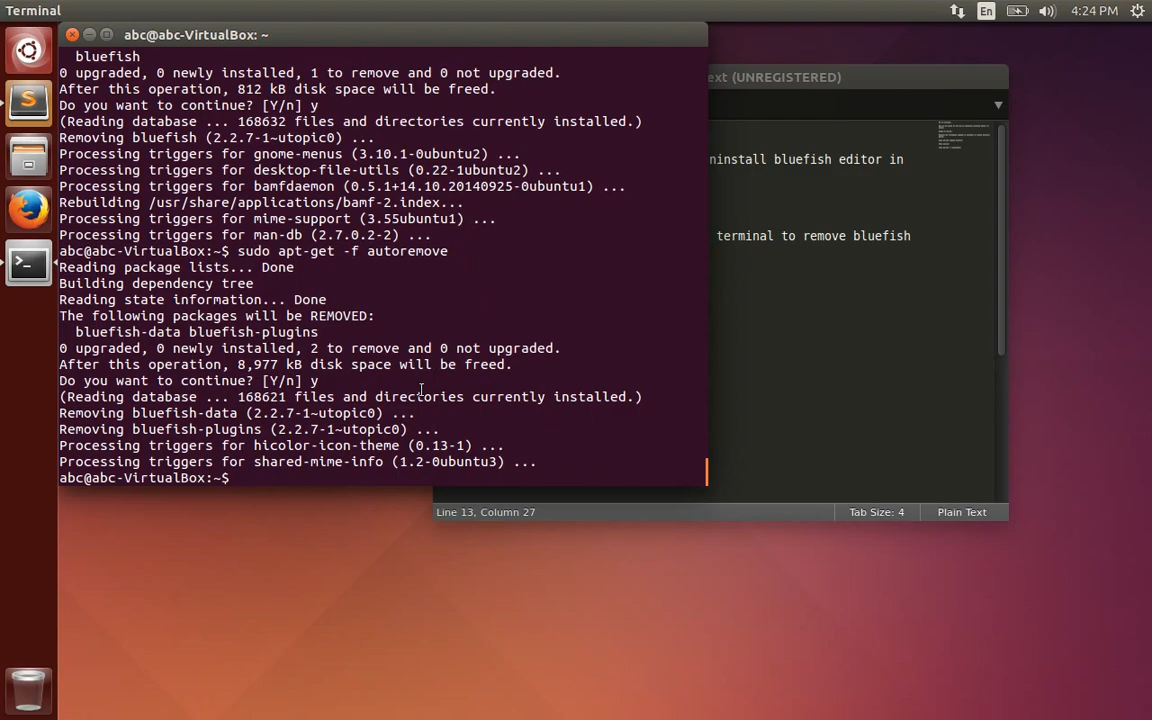 Terminal
En
4:24 PM
abc@abc-VirtualBox: ~
ext (UNREGISTERED)
bluefish
0 upgraded, 0 newly installed, 1 to remove and 0 not upgraded.
After this operation, 812 kB disk space will be freed.
Do you want to continue? [Y/n] y
(Reading database ... 168632 files and directories currently installed.)
Removing bluefish (2.2.7-1~utopic0) ...
Processing triggers for gnome-menus (3.10.1-0ubuntu2) ...
Processing triggers for desktop-file-utils (0.22-1ubuntu2) ...
Processing triggers for bamfdaemon (0.5.1+14.10.20140925-0ubuntu1) ...
Rebuilding /usr/share/applications/bamf-2.index...
Processing triggers for mime-support (3.55ubuntu1) ...
Processing triggers for man-db (2.7.0.2-2) ...
abc@abc-VirtualBox:~$ sudo apt-get -f autoremove
Reading package lists... Done
Building dependency tree
Reading state information... Done
The following packages will be REMOVED:
bluefish-data bluefish-plugins
0 upgraded, 0 newly installed, 2 to remove and 0 not upgraded.
After this operation, 8,977 kB disk space will be freed.
Do you want to continue? [Y/n] y
(Reading database ... 168621 files and directories currently installed.)
Removing bluefish-data (2.2.7-1~utopic0) ...
Removing bluefish-plugins (2.2.7-1~utopic0) ...
Processing triggers for hicolor-icon-theme (0.13-1) ...
Processing triggers for shared-mime-info (1.2-0ubuntu3) ...
abc@abc-VirtualBox:~$
ninstall bluefish editor in
terminal to remove bluefish
Line 13, Column 27
Tab Size: 4
Plain Text